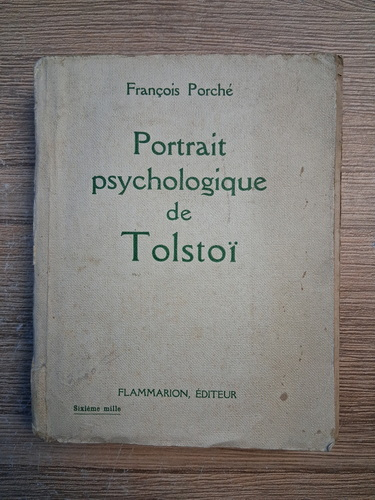 François Porché
Portrait
psychologique
de
Tolstoï
FLAMMARION, ÉDITEUR
Sixième mille